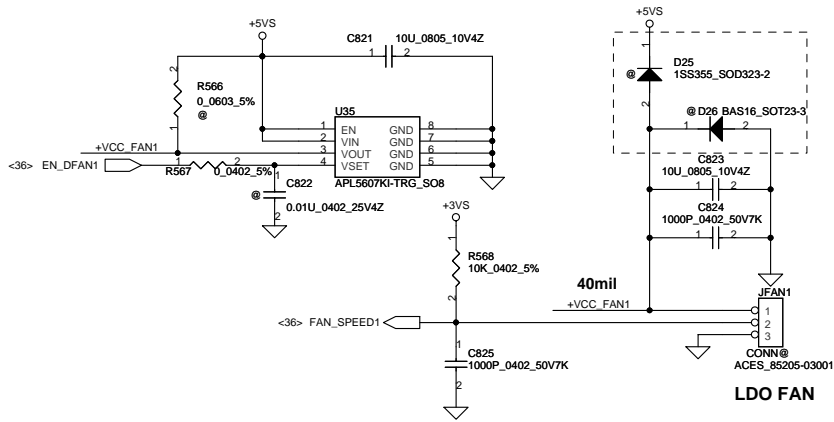 +5VS
C821
10U_0805_10V4Z
1
2
2
R566
0_0603_5%
@
1
U35
1 EN GND 8
2 VIN GND 7
3 VOUT GND 6
4 VSET GND 5
APL5607KI-TRG_SO8
+VCC_FAN1
<36> EN_DFAN1
1
2
R567
0_0402_5%
1
C822
@
0.01U_0402_25V4Z
2
+3VS
1
R568
10K_0402_5%
2
<36> FAN_SPEED1
1
C825
1000P_0402_50V7K
2
+5VS
1
D25
1SS355_SOD323-2
@
2
@D26 BAS16_SOT23-3
1
2
C823
10U_0805_10V4Z
1
2
C824
1000P_0402_50V7K
1
2
40mil
+VCC_FAN1
JFAN1
1
2
3
CONN@
ACES_85205-03001
LDO FAN